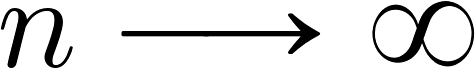 n ⟶ ∞